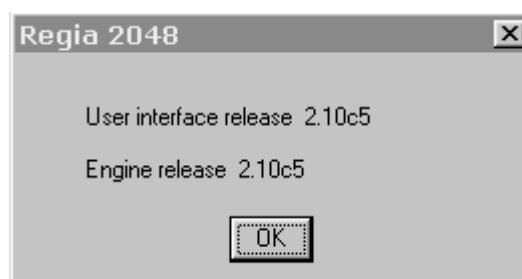 Regia 2048
User interface release 2.10c5
Engine release 2.10c5
OK